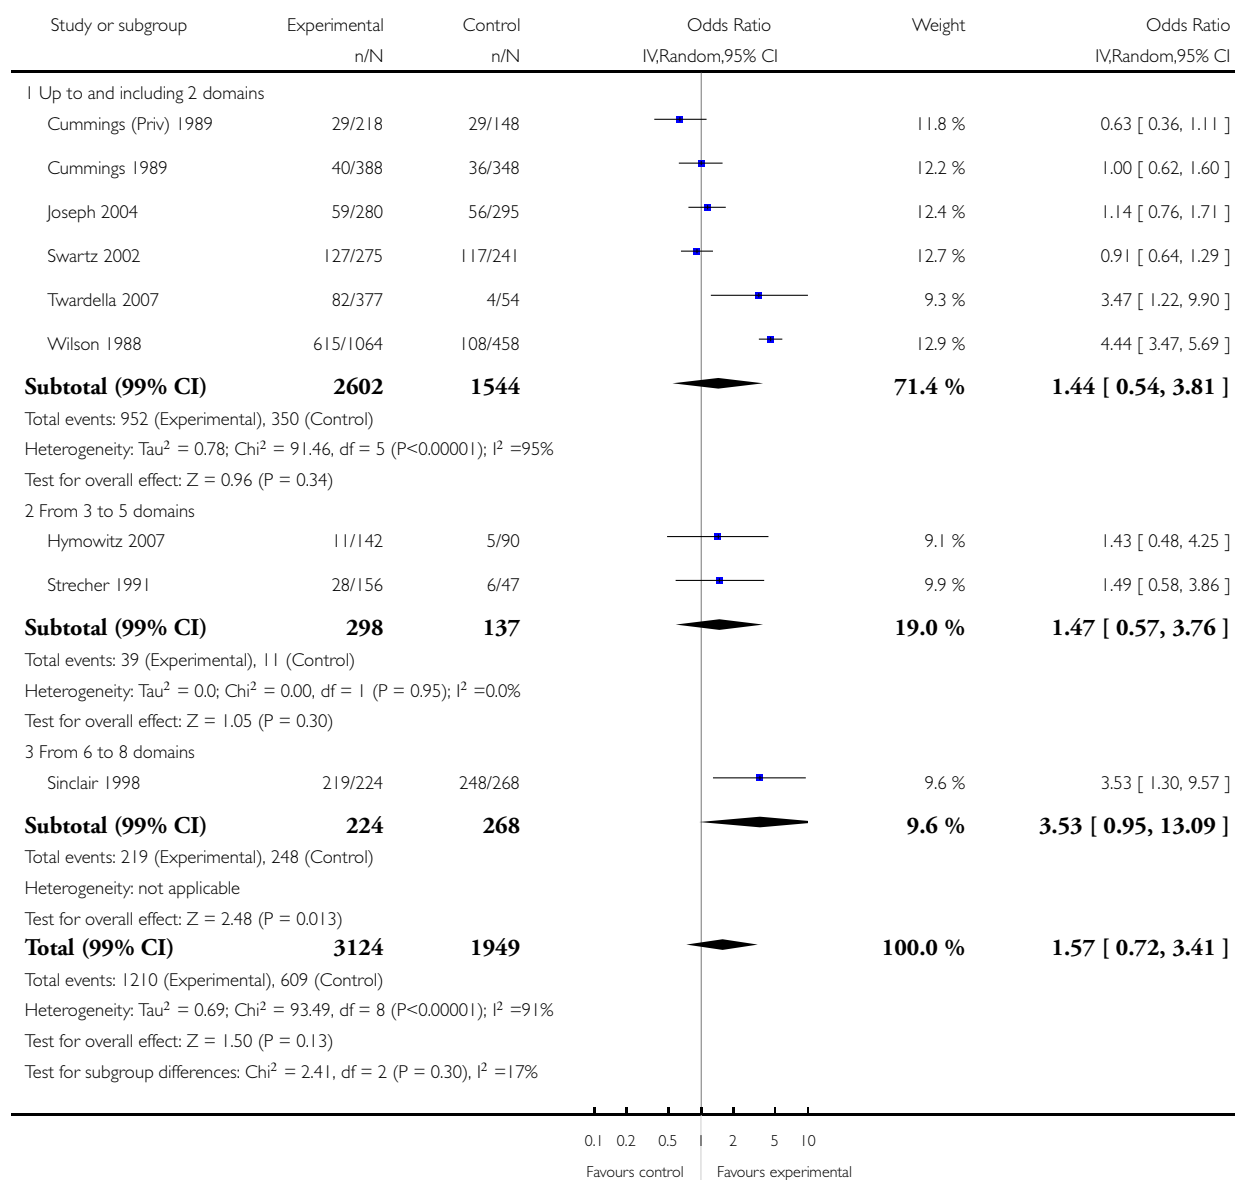 Study or subgroup Experimental Control Odds Ratio Weight Odds Ratio
n/N n/N IV,Random,95% CI IV,Random,95% CI
1 Up to and including 2 domains
Cummings (Priv) 1989 29/218 29/148 11.8 % 0.63 [ 0.36, 1.11 ]
Cummings 1989 40/388 36/348 12.2 % 1.00 [ 0.62, 1.60 ]
Joseph 2004 59/280 56/295 12.4 % 1.14 [ 0.76, 1.71 ]
Swartz 2002 127/275 117/241 12.7 % 0.91 [ 0.64, 1.29 ]
Twardella 2007 82/377 4/54 9.3 % 3.47 [ 1.22, 9.90 ]
Wilson 1988 615/1064 108/458 12.9 % 4.44 [ 3.47, 5.69 ]
Subtotal (99% CI) 2602 1544 71.4 % 1.44 [ 0.54, 3.81 ]
Total events: 952 (Experimental), 350 (Control)
Heterogeneity: Tau² = 0.78; Chi² = 91.46, df = 5 (P<0.00001); I² =95%
Test for overall effect: Z = 0.96 (P = 0.34)
2 From 3 to 5 domains
Hymowitz 2007 11/142 5/90 9.1 % 1.43 [ 0.48, 4.25 ]
Strecher 1991 28/156 6/47 9.9 % 1.49 [ 0.58, 3.86 ]
Subtotal (99% CI) 298 137 19.0 % 1.47 [ 0.57, 3.76 ]
Total events: 39 (Experimental), 11 (Control)
Heterogeneity: Tau² = 0.0; Chi² = 0.00, df = 1 (P = 0.95); I² =0.0%
Test for overall effect: Z = 1.05 (P = 0.30)
3 From 6 to 8 domains
Sinclair 1998 219/224 248/268 9.6 % 3.53 [ 1.30, 9.57 ]
Subtotal (99% CI) 224 268 9.6 % 3.53 [ 0.95, 13.09 ]
Total events: 219 (Experimental), 248 (Control)
Heterogeneity: not applicable
Test for overall effect: Z = 2.48 (P = 0.013)
Total (99% CI) 3124 1949 100.0 % 1.57 [ 0.72, 3.41 ]
Total events: 1210 (Experimental), 609 (Control)
Heterogeneity: Tau² = 0.69; Chi² = 93.49, df = 8 (P<0.00001); I² =91%
Test for overall effect: Z = 1.50 (P = 0.13)
Test for subgroup differences: Chi² = 2.41, df = 2 (P = 0.30), I² =17%
0.1 0.2 0.5 1 2 5 10
Favours control Favours experimental